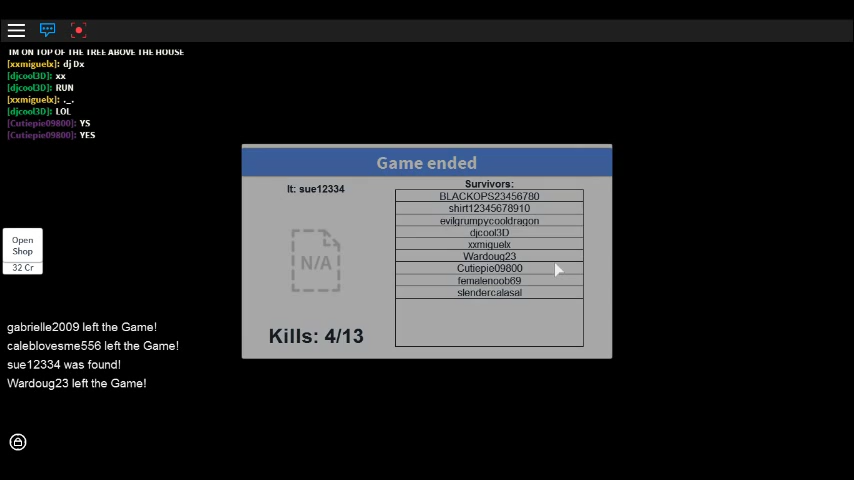 IM ON TOP OF THE TREE ABOVE THE HOUSE
[xxmiguelx]: dj Dx
[djcool3D]: xx
[djcool3D]: RUN
[xxmiguelx]: ._.
[djcool3D]: LOL
[Cutiepie09800]: YS
[Cutiepie09800]: YES
Game ended
It: sue12334
N/A
Kills: 4/13
Survivors:
BLACKOPS23456780
shirt12345678910
evilgrumpycooldragon
djcool3D
xxmiguelx
Wardoug23
Cutiepie09800
femalenoob69
slendercalasal
Open
Shop
32 Cr
gabrielle2009 left the Game!
caleblovesme556 left the Game!
sue12334 was found!
Wardoug23 left the Game!